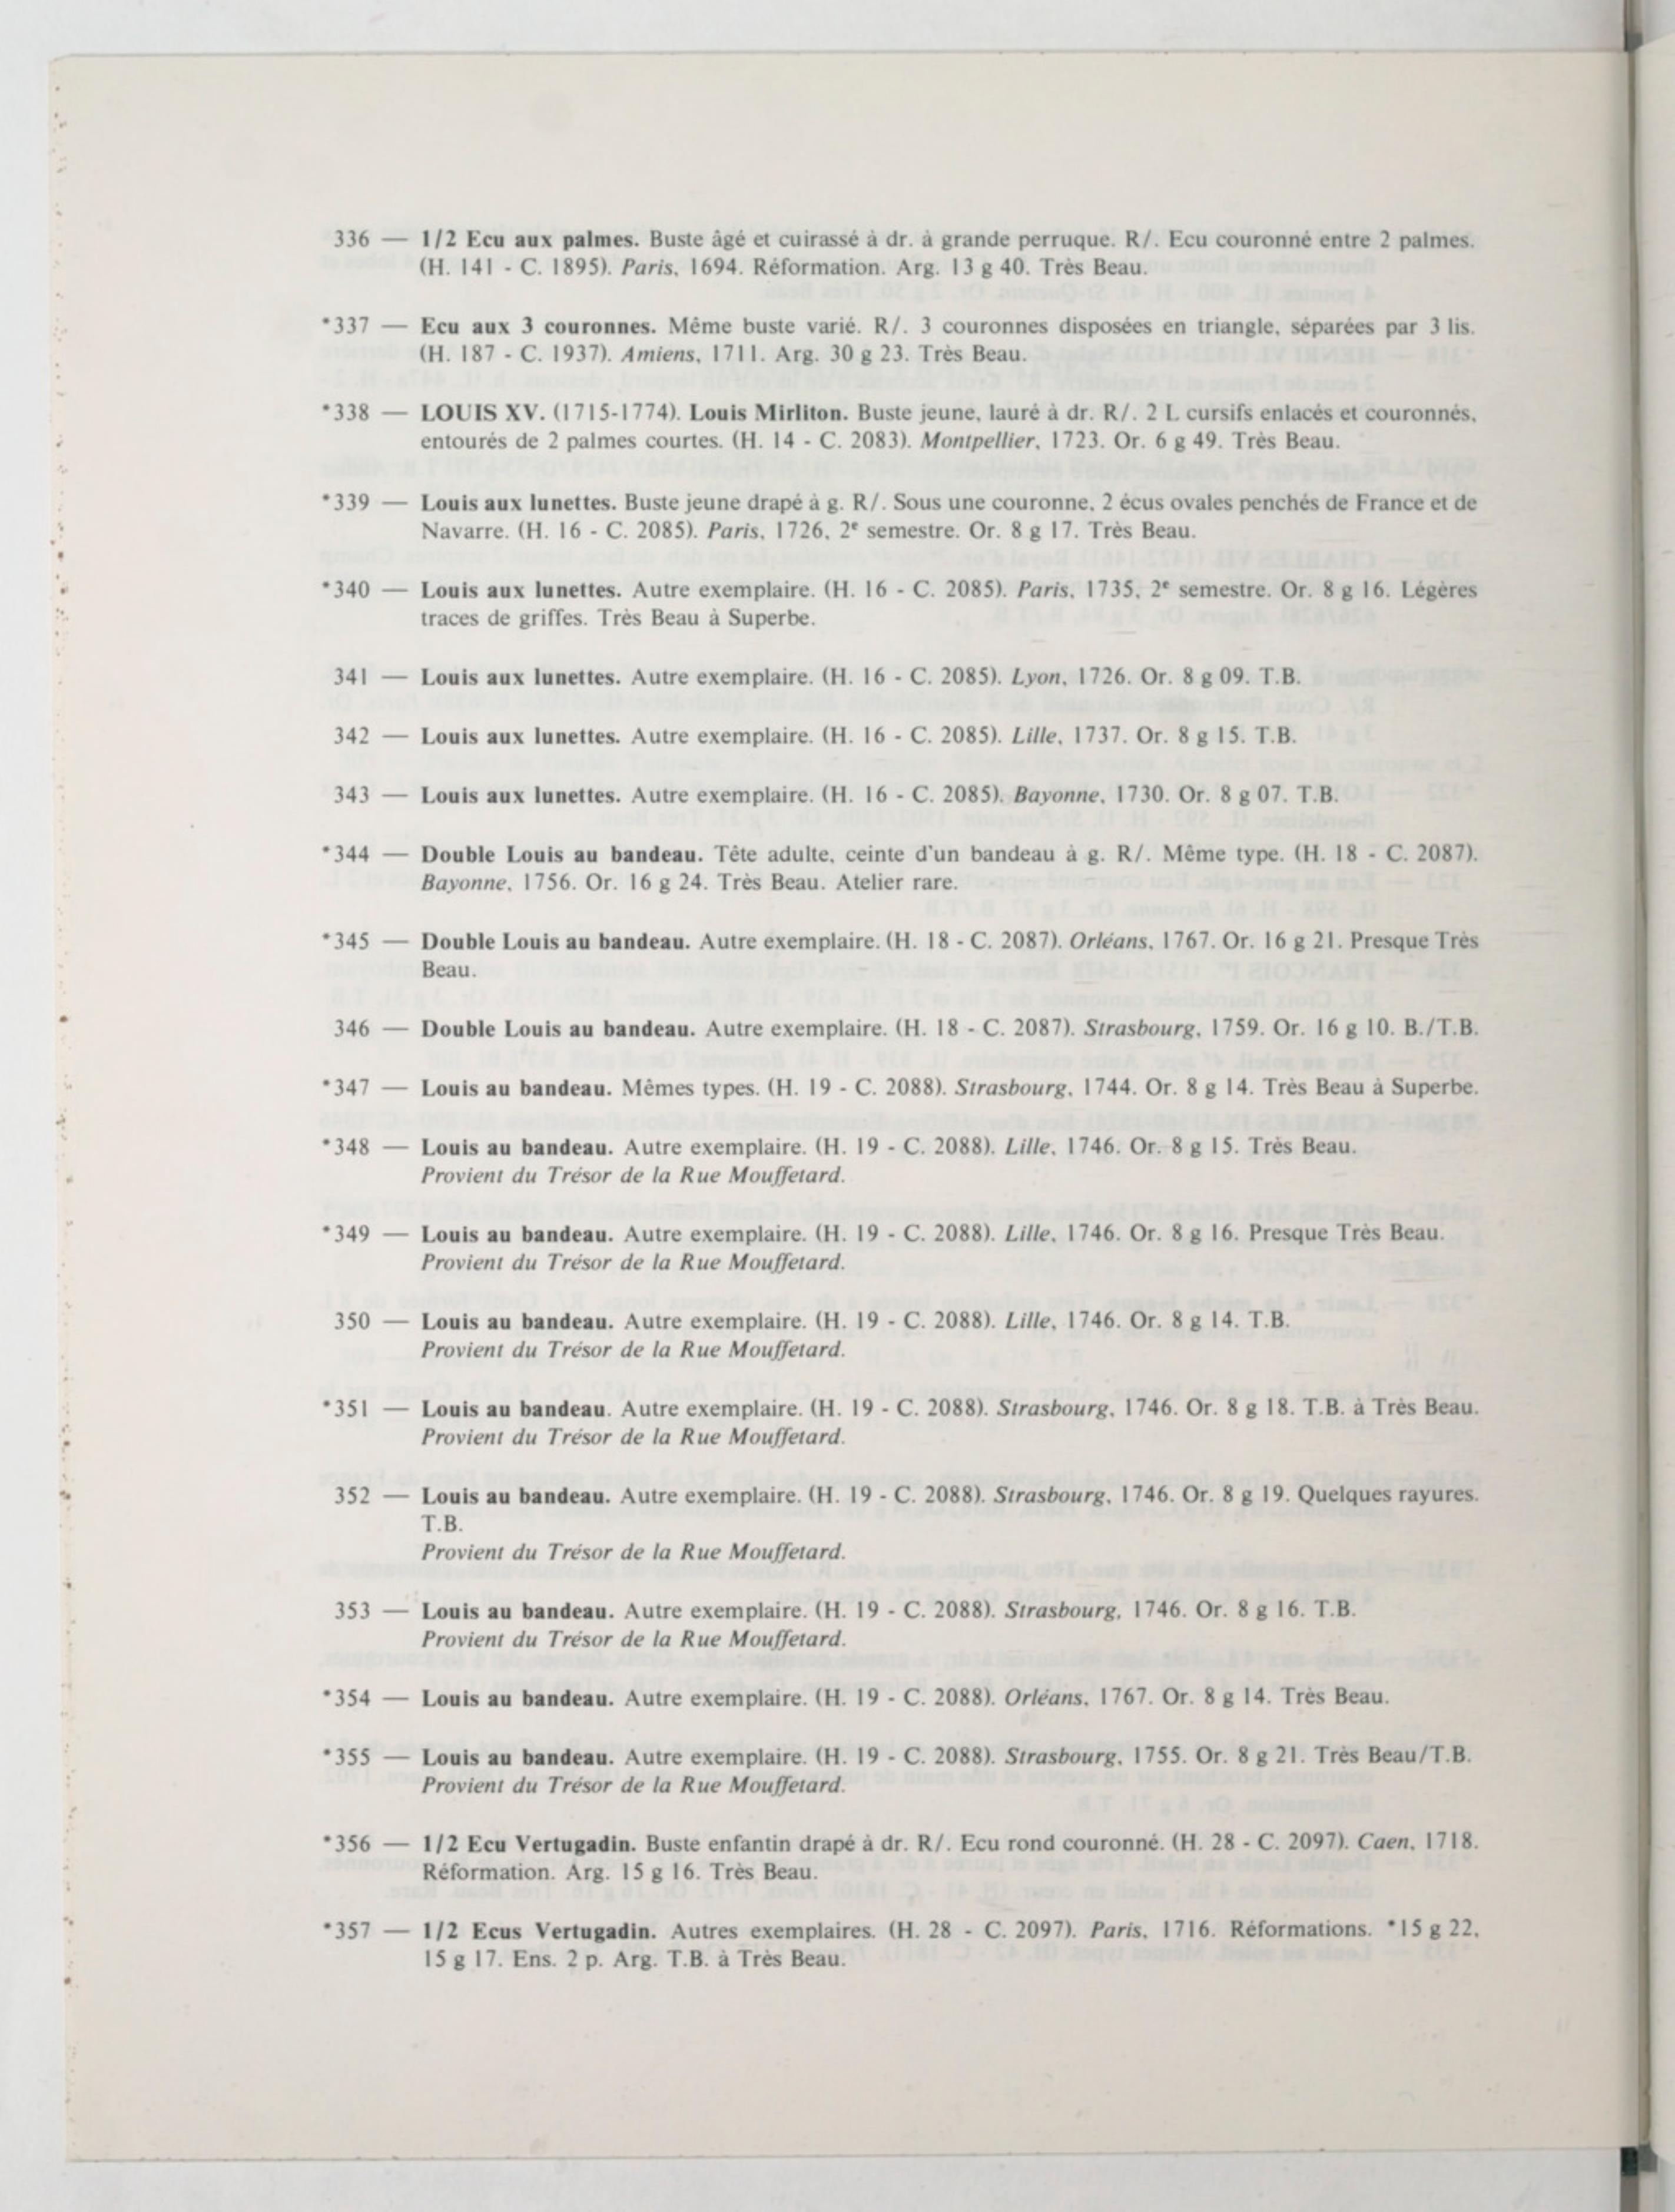 336 — 1/2 Ecu aux palmes. Buste âgé et cuirassé à dr. à grande perruque. R/. Ecu couronné entre 2 palmes.
(H. 141 - C. 1895). Paris, 1694. Réformation. Arg. 13 g 40. Très Beau.
*337 — Ecu aux 3 couronnes. Même buste varié. R/. 3 couronnes disposées en triangle, séparées par 3 lis.
(H. 187 - C. 1937). Amiens, 1711. Arg. 30 g 23. Très Beau.
*338 — LOUIS XV. (1715-1774). Louis Mirliton. Buste jeune, lauré à dr. R/. 2 L cursifs enlacés et couronnés,
entourés de 2 palmes courtes. (H. 14 - C. 2083). Montpellier, 1723. Or. 6 g 49. Très Beau.
*339 — Louis aux lunettes. Buste jeune drapé à g. R/. Sous une couronne, 2 écus ovales penchés de France et de
Navarre. (H. 16 - C. 2085). Paris, 1726, 2e semestre. Or. 8 g 17. Très Beau.
*340 — Louis aux lunettes. Autre exemplaire. (H. 16 - C. 2085). Paris, 1735, 2e semestre. Or. 8 g 16. Légères
traces de griffes. Très Beau à Superbe.
341 — Louis aux lunettes. Autre exemplaire. (H. 16 - C. 2085). Lyon, 1726. Or. 8 g 09. T.B.
342 — Louis aux lunettes. Autre exemplaire. (H. 16 - C. 2085). Lille, 1737. Or. 8 g 15. T.B.
343 — Louis aux lunettes. Autre exemplaire. (H. 16 - C. 2085). Bayonne, 1730. Or. 8 g 07. T.B.
*344 — Double Louis au bandeau. Tête adulte, ceinte d'un bandeau à g. R/. Même type. (H. 18 - C. 2087).
Bayonne, 1756. Or. 16 g 24. Très Beau. Atelier rare.
*345 — Double Louis au bandeau. Autre exemplaire. (H. 18 - C. 2087). Orléans, 1767. Or. 16 g 21. Presque Très
Beau.
346 — Double Louis au bandeau. Autre exemplaire. (H. 18 - C. 2087). Strasbourg, 1759. Or. 16 g 10. B./T.B.
*347 — Louis au bandeau. Mêmes types. (H. 19 - C. 2088). Strasbourg, 1744. Or. 8 g 14. Très Beau à Superbe.
*348 — Louis au bandeau. Autre exemplaire. (H. 19 - C. 2088). Lille, 1746. Or. 8 g 15. Très Beau.
Provient du Trésor de la Rue Mouffetard.
*349 — Louis au bandeau. Autre exemplaire. (H. 19 - C. 2088). Lille, 1746. Or. 8 g 16. Presque Très Beau.
Provient du Trésor de la Rue Mouffetard.
350 — Louis au bandeau. Autre exemplaire. (H. 19 - C. 2088). Lille, 1746. Or. 8 g 14. T.B.
Provient du Trésor de la Rue Mouffetard.
*351 — Louis au bandeau. Autre exemplaire. (H. 19 - C. 2088). Strasbourg, 1746. Or. 8 g 18. T.B. à Très Beau.
Provient du Trésor de la Rue Mouffetard.
352 — Louis au bandeau. Autre exemplaire. (H. 19 - C. 2088). Strasbourg, 1746. Or. 8 g 19. Quelques rayures.
T.B.
Provient du Trésor de la Rue Mouffetard.
353 — Louis au bandeau. Autre exemplaire. (H. 19 - C. 2088). Strasbourg, 1746. Or. 8 g 16. T.B.
Provient du Trésor de la Rue Mouffetard.
*354 — Louis au bandeau. Autre exemplaire. (H. 19 - C. 2088). Orléans, 1767. Or. 8 g 14. Très Beau.
*355 — Louis au bandeau. Autre exemplaire. (H. 19 - C. 2088). Strasbourg, 1755. Or. 8 g 21. Très Beau/T.B.
Provient du Trésor de la Rue Mouffetard.
*356 — 1/2 Ecu Vertugadin. Buste enfantin drapé à dr. R/. Ecu rond couronné. (H. 28 - C. 2097). Caen, 1718.
Réformation. Arg. 15 g 16. Très Beau.
*357 — 1/2 Ecus Vertugadin. Autres exemplaires. (H. 28 - C. 2097). Paris, 1716. Réformations. *15 g 22,
15 g 17. Ens. 2 p. Arg. T.B. à Très Beau.